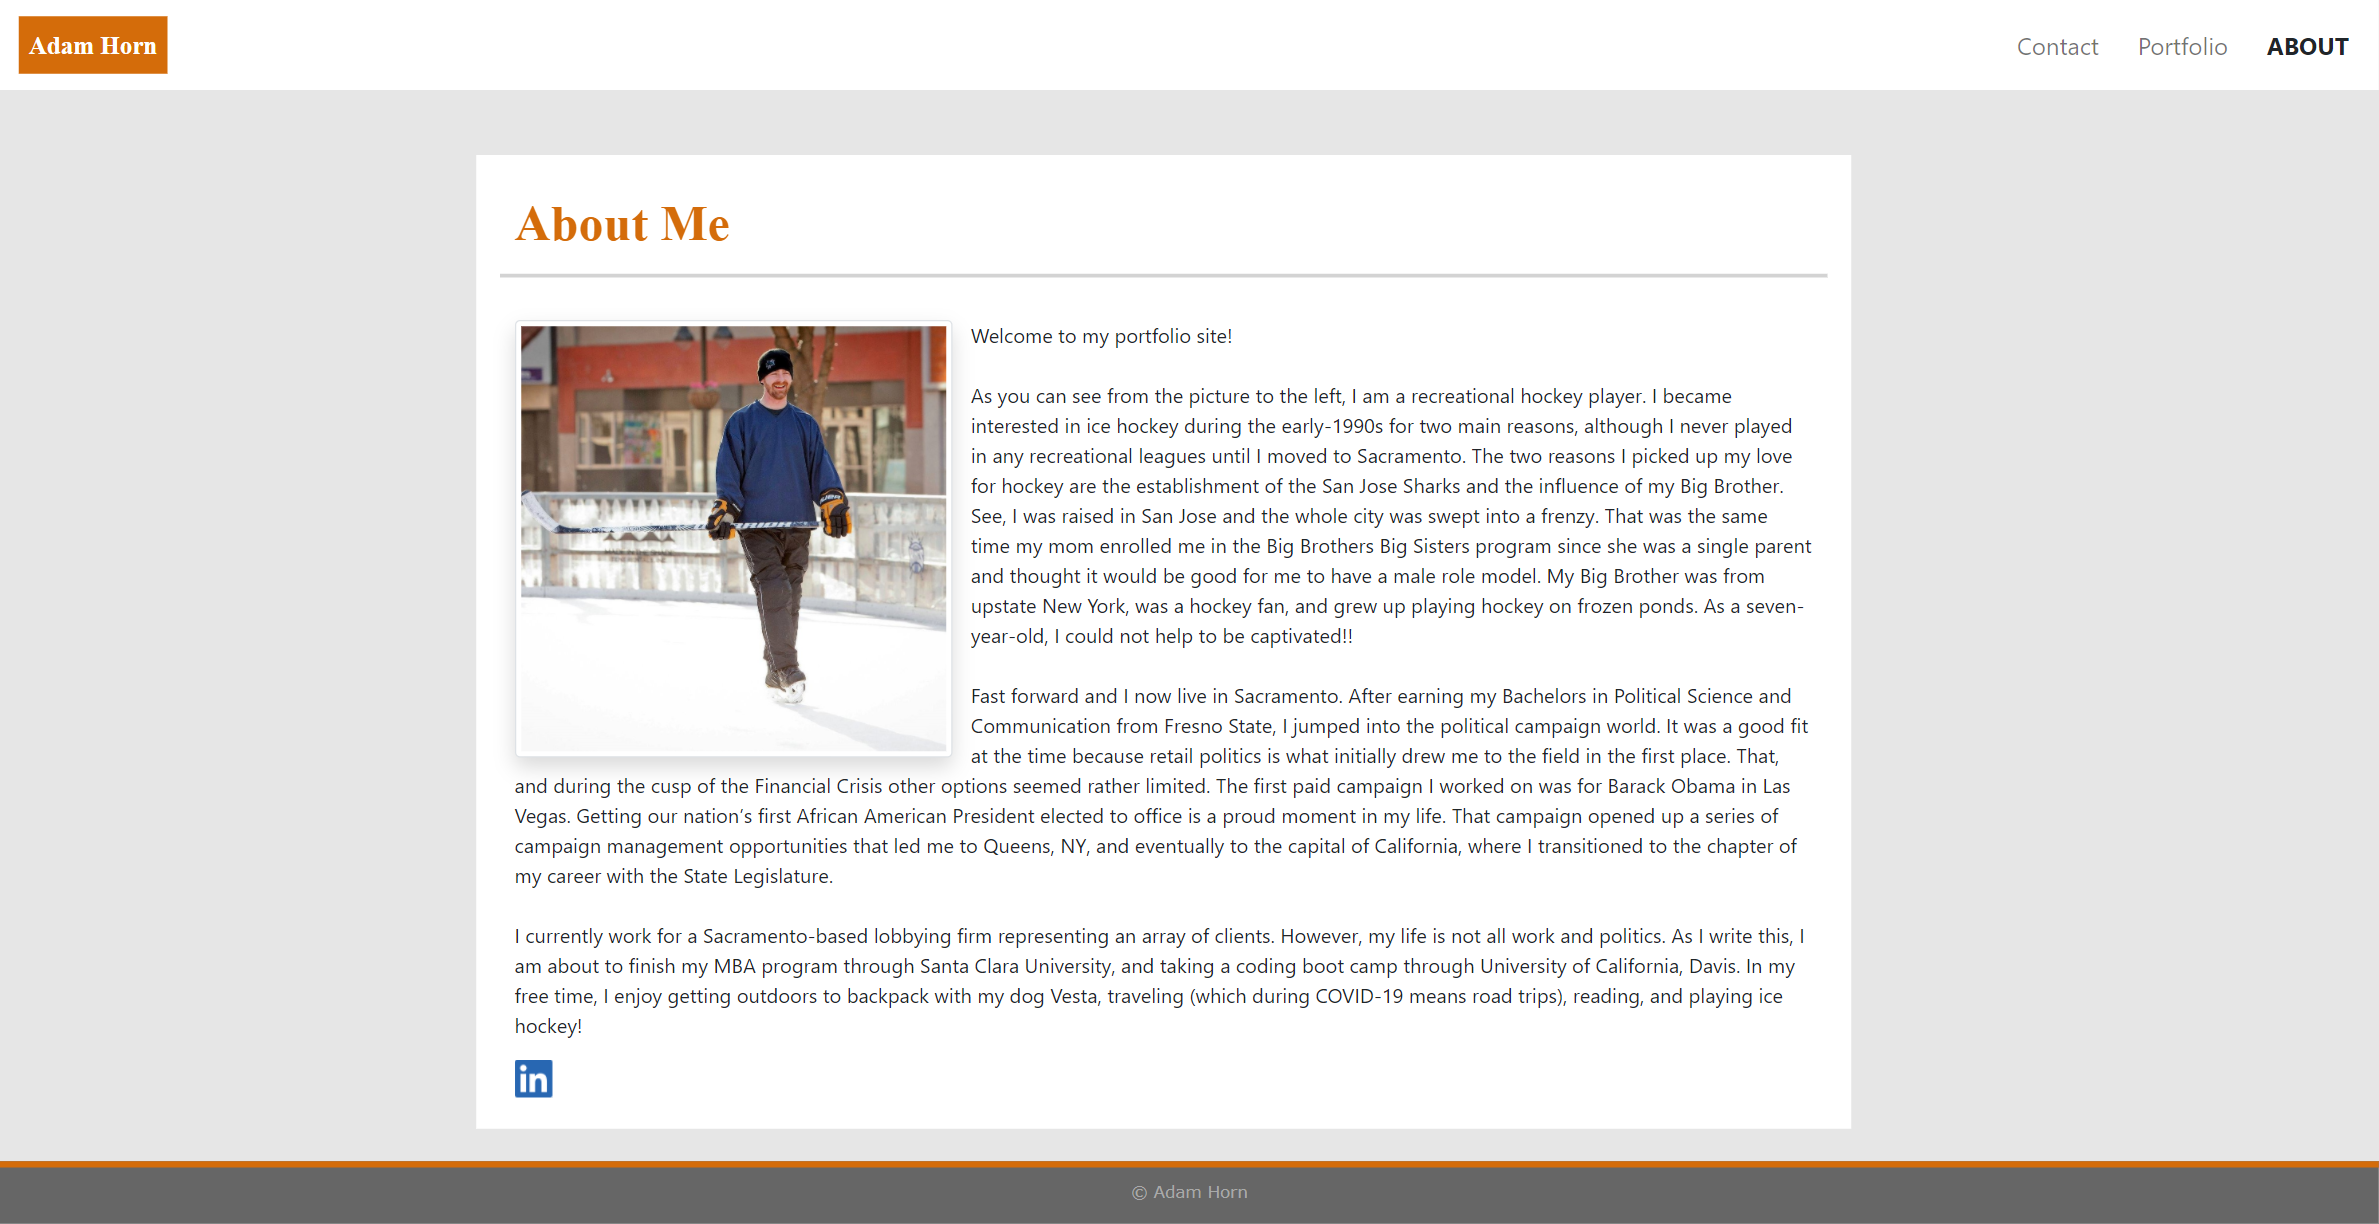 Adam Horn
Contact Portfolio ABOUT
About Me
Welcome to my portfolio site!
As you can see from the picture to the left, I am a recreational hockey player. I became
interested in ice hockey during the early-1990s for two main reasons, although I never played
in any recreational leagues until I moved to Sacramento. The two reasons I picked up my love
for hockey are the establishment of the San Jose Sharks and the influence of my Big Brother.
See, I was raised in San Jose and the whole city was swept into a frenzy. That was the same
time my mom enrolled me in the Big Brothers Big Sisters program since she was a single parent
and thought it would be good for me to have a male role model. My Big Brother was from
upstate New York, was a hockey fan, and grew up playing hockey on frozen ponds. As a seven-
year-old, I could not help to be captivated!!
Fast forward and I now live in Sacramento. After earning my Bachelors in Political Science and
Communication from Fresno State, I jumped into the political campaign world. It was a good fit
at the time because retail politics is what initially drew me to the field in the first place. That,
and during the cusp of the Financial Crisis other options seemed rather limited. The first paid campaign I worked on was for Barack Obama in Las
Vegas. Getting our nation’s first African American President elected to office is a proud moment in my life. That campaign opened up a series of
campaign management opportunities that led me to Queens, NY, and eventually to the capital of California, where I transitioned to the chapter of
my career with the State Legislature.
I currently work for a Sacramento-based lobbying firm representing an array of clients. However, my life is not all work and politics. As I write this, I
am about to finish my MBA program through Santa Clara University, and taking a coding boot camp through University of California, Davis. In my
free time, I enjoy getting outdoors to backpack with my dog Vesta, traveling (which during COVID-19 means road trips), reading, and playing ice
hockey!
in
© Adam Horn